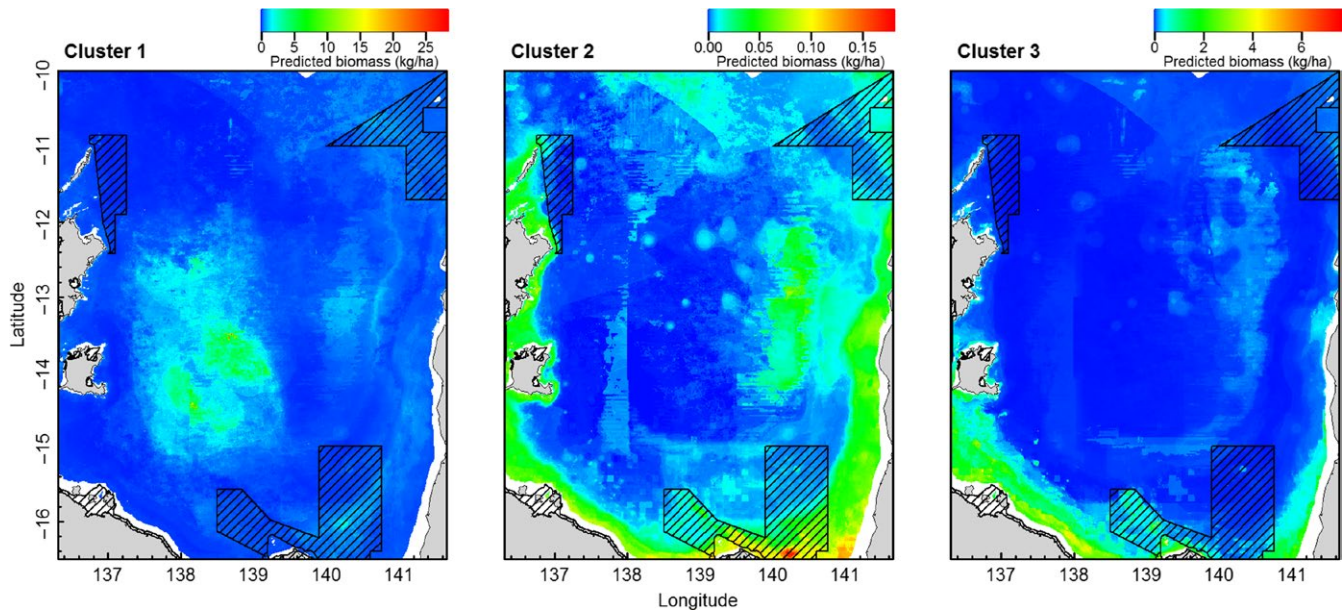 0 5 10 15 20 25
Predicted biomass (kg/ha)
Cluster 1
0.00 0.05 0.10 0.15
Predicted biomass (kg/ha)
Cluster 2
0 2 4 6
Predicted biomass (kg/ha)
Cluster 3
−10
−11
−12
−13
−14
−15
−16
Latitude
137 138 139 140 141
137 138 139 140 141
137 138 139 140 141
Longitude